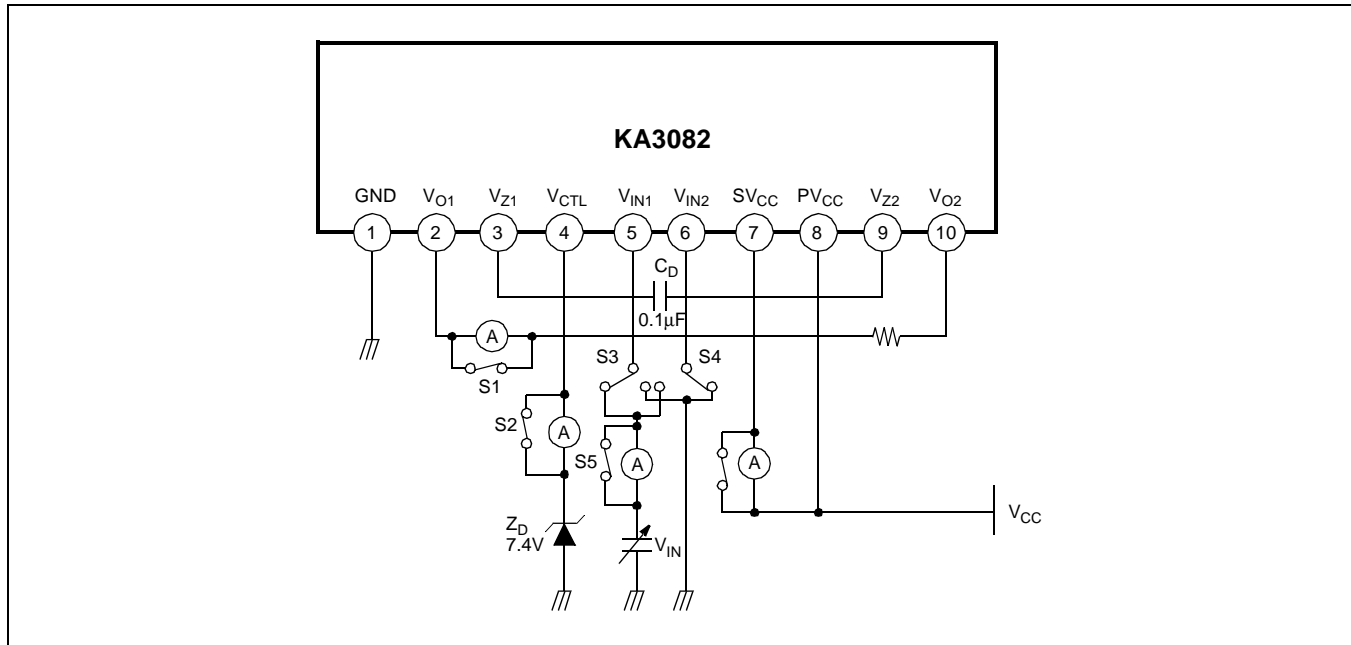 KA3082
GND VO1 VZ1 VCTL VIN1 VIN2 SVCC PVCC VZ2 VO2
1 2 3 4 5 6 7 8 9 10
CD
0.1μF
A
S1
S3 S4
S2 A
S5 A A
ZD
7.4V
VIN
VCC